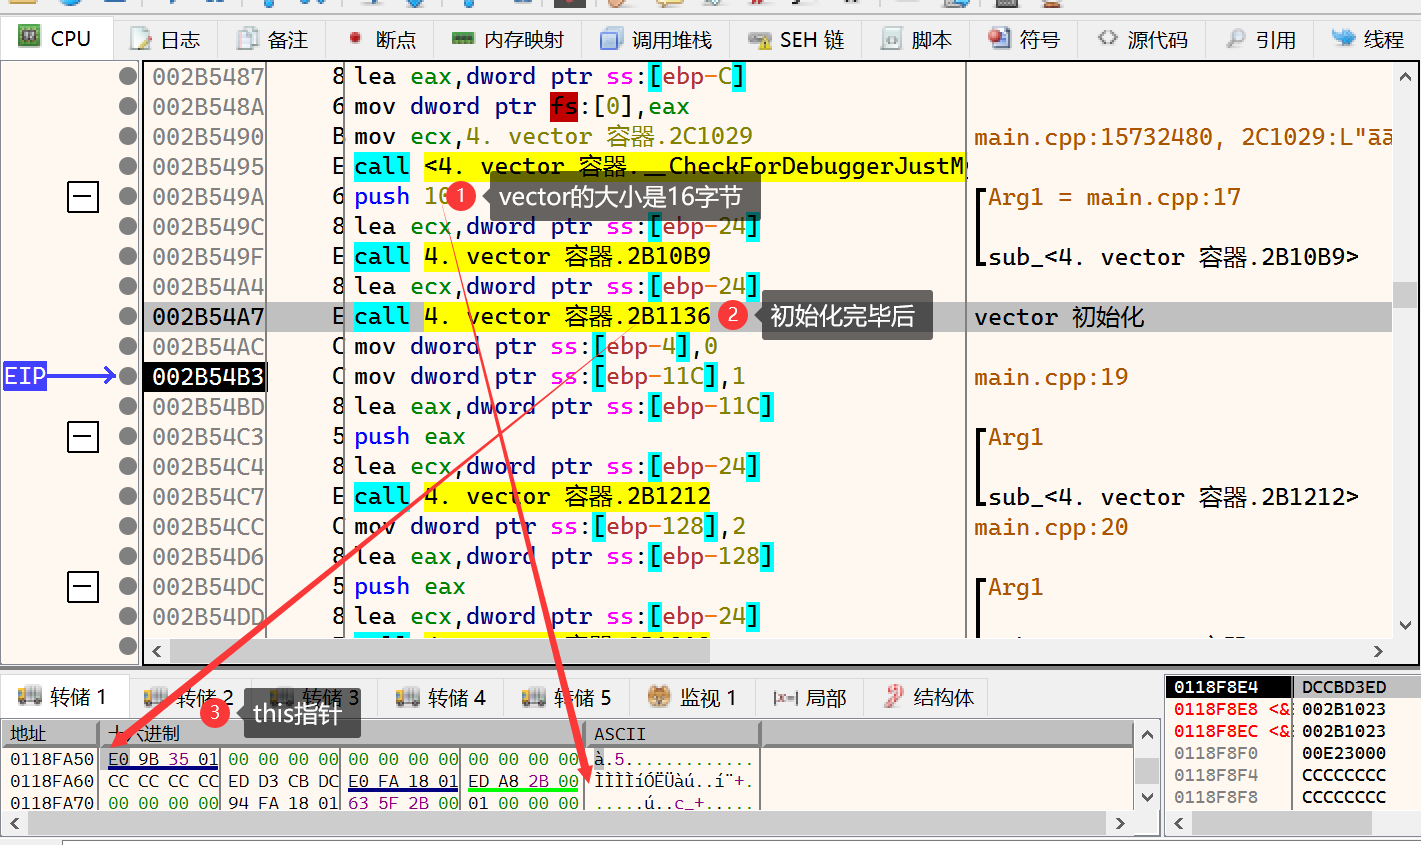 CPU 日志 备注 断点 内存映射 调用堆栈 SEH 链 脚本 符号 源代码 引用 线程
002B5487 8 lea eax,dword ptr ss:[ebp-C]
002B548A 6 mov dword ptr fs:[0],eax
002B5490 B mov ecx,4. vector 容器.2C1029 main.cpp:15732480, 2C1029:L"āā
002B5495 E call <4. vector 容器.__CheckForDebuggerJustM
002B549A 6 push 10 1 vector的大小是16字节 Arg1 = main.cpp:17
002B549C 8 lea ecx,dword ptr ss:[ebp-24]
002B549F E call 4. vector 容器.2B10B9 sub_<4. vector 容器.2B10B9>
002B54A4 8 lea ecx,dword ptr ss:[ebp-24]
002B54A7 E call 4. vector 容器.2B1136 2 初始化完毕后 vector 初始化
002B54AC C mov dword ptr ss:[ebp-4],0
EIP 002B54B3 C mov dword ptr ss:[ebp-11C],1 main.cpp:19
002B54BD 8 lea eax,dword ptr ss:[ebp-11C]
002B54C3 5 push eax Arg1
002B54C4 8 lea ecx,dword ptr ss:[ebp-24]
002B54C7 E call 4. vector 容器.2B1212 sub_<4. vector 容器.2B1212>
002B54CC C mov dword ptr ss:[ebp-128],2 main.cpp:20
002B54D6 8 lea eax,dword ptr ss:[ebp-128]
002B54DC 5 push eax Arg1
002B54DD 8 lea ecx,dword ptr ss:[ebp-24]
转储 1 转储 2 转储 3 转储 4 转储 5 监视 1 |x=| 局部 结构体
3 this指针
地址 十六进制 ASCII
0118FA50 E0 9B 35 01 00 00 00 00 00 00 00 00 00 00 00 00 à.5.............
0118FA60 CC CC CC CC ED D3 CB DC E0 FA 18 01 ED A8 2B 00 ÌÌÌÌíÓËÜàú..í¨+.
0118FA70 00 00 00 00 94 FA 18 01 63 5F 2B 00 01 00 00 00 .....ú..c_+.....
0118F8E4 DCCBD3ED
0118F8E8 <& 002B1023
0118F8EC <& 002B1023
0118F8F0 00E23000
0118F8F4 CCCCCCCC
0118F8F8 CCCCCCCC